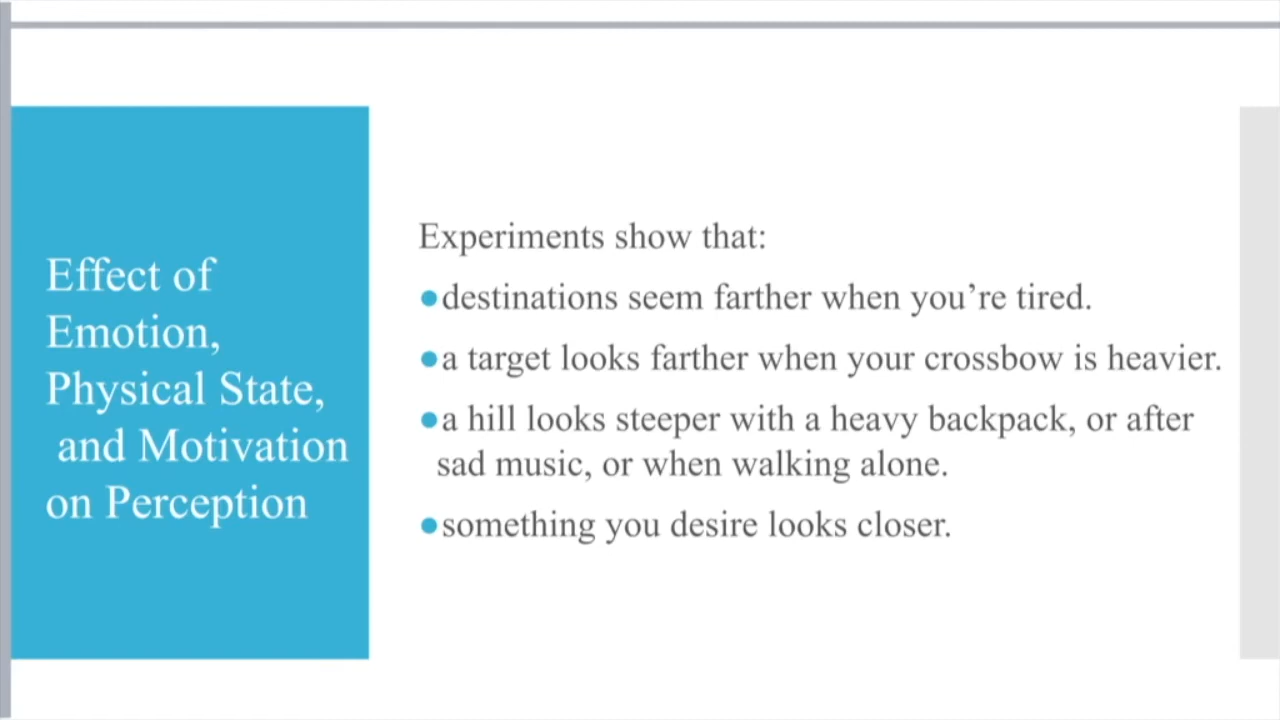 Effect of
Emotion,
Physical State,
and Motivation
on Perception
Experiments show that:
●destinations seem farther when you’re tired.
●a target looks farther when your crossbow is heavier.
●a hill looks steeper with a heavy backpack, or after
sad music, or when walking alone.
●something you desire looks closer.